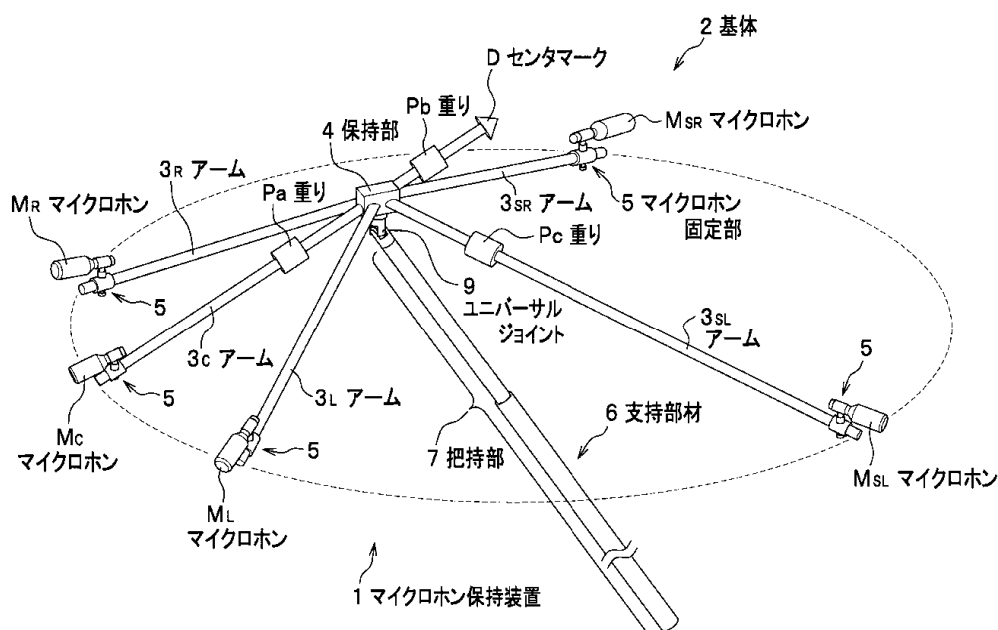 2 基体
D センタマーク
Pb 重り
MSR マイクロホン
4 保持部
3R アーム
3SR アーム
5 マイクロホン
固定部
Pa 重り
MR マイクロホン
Pc 重り
9
ユニバーサル
ジョイント
5
3SL
アーム
3C アーム
5
5
3L アーム
6 支持部材
MC
マイクロホン
5
7 把持部
MSL マイクロホン
ML
マイクロホン
1 マイクロホン保持装置